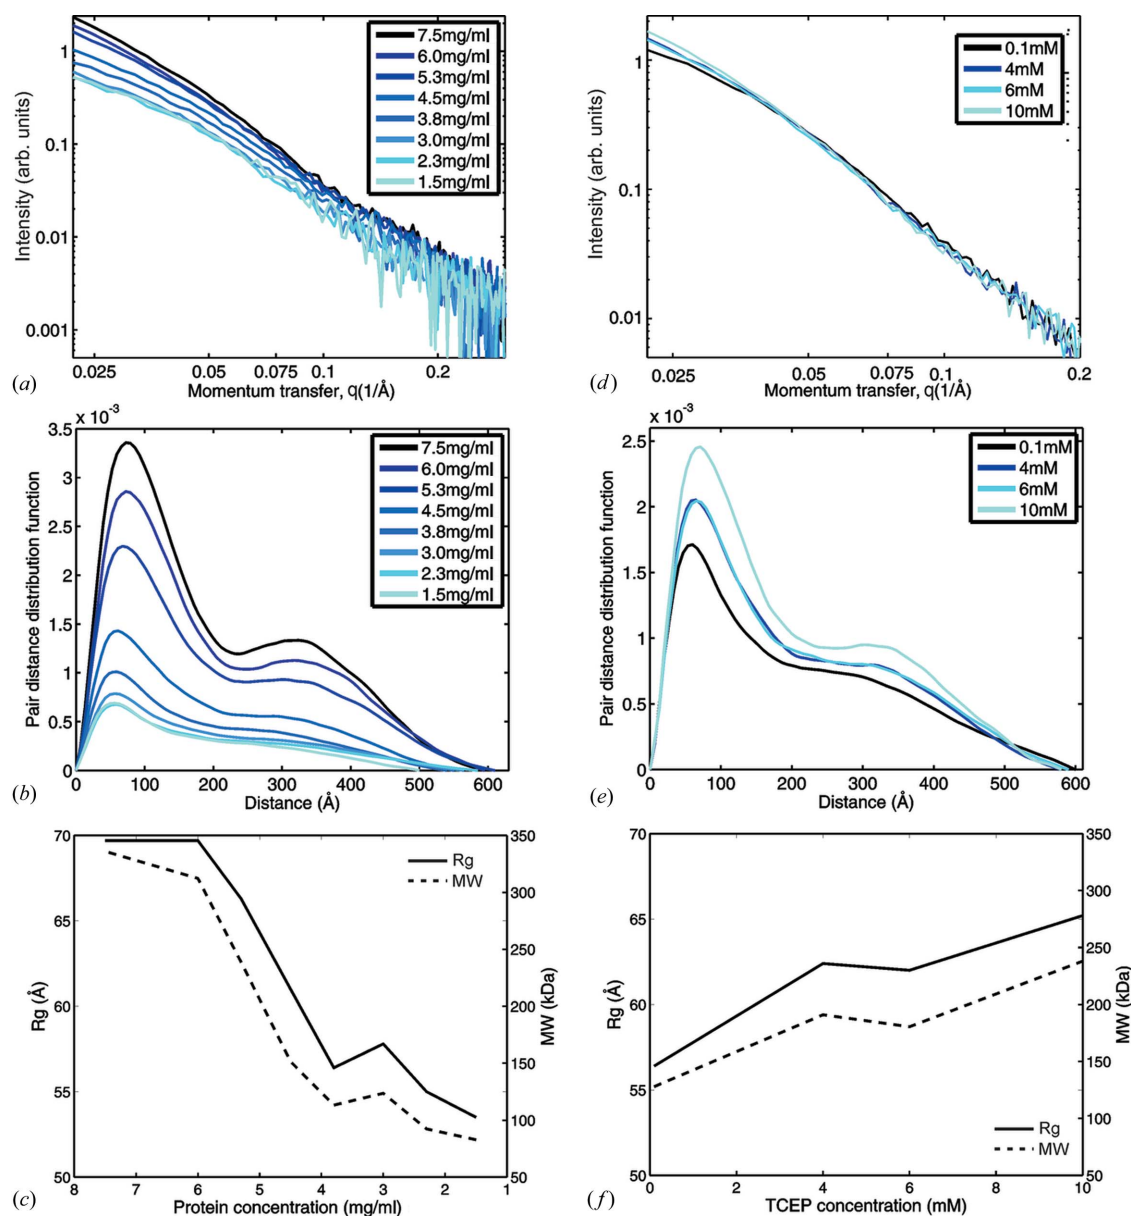 7.5mg/ml
6.0mg/ml
5.3mg/ml
4.5mg/ml
3.8mg/ml
3.0mg/ml
2.3mg/ml
1.5mg/ml
1
0.1
0.01
0.001
Intensity (arb. units)
0.025 0.05 0.1 0.2
Momentum transfer, q(1/Å)
(a)
0.1mM
4mM
6mM
10mM
1
0.1
0.01
Intensity (arb. units)
0.025 0.05 0.075 0.1 0.2
Momentum transfer, q(1/Å)
(d)
x 10⁻³
7.5mg/ml
6.0mg/ml
5.3mg/ml
4.5mg/ml
3.8mg/ml
3.0mg/ml
2.3mg/ml
1.5mg/ml
3.5
3
2.5
2
1.5
1
0.5
0
Pair distance distribution function
0 100 200 300 400 500 600
Distance (Å)
(b)
x 10⁻³
0.1mM
4mM
6mM
10mM
2.5
2
1.5
1
0.5
0
Pair distance distribution function
0 100 200 300 400 500 600
Distance (Å)
(e)
Rg
MW
70
65
60
55
50
Rg (Å)
350
300
250
200
150
100
50
MW (kDa)
8 7 6 5 4 3 2 1
Protein concentration (mg/ml)
(c)
70
65
60
55
50
Rg (Å)
350
300
250
200
150
100
50
MW (kDa)
Rg
MW
0 2 4 6 8 10
TCEP concentration (mM)
(f)